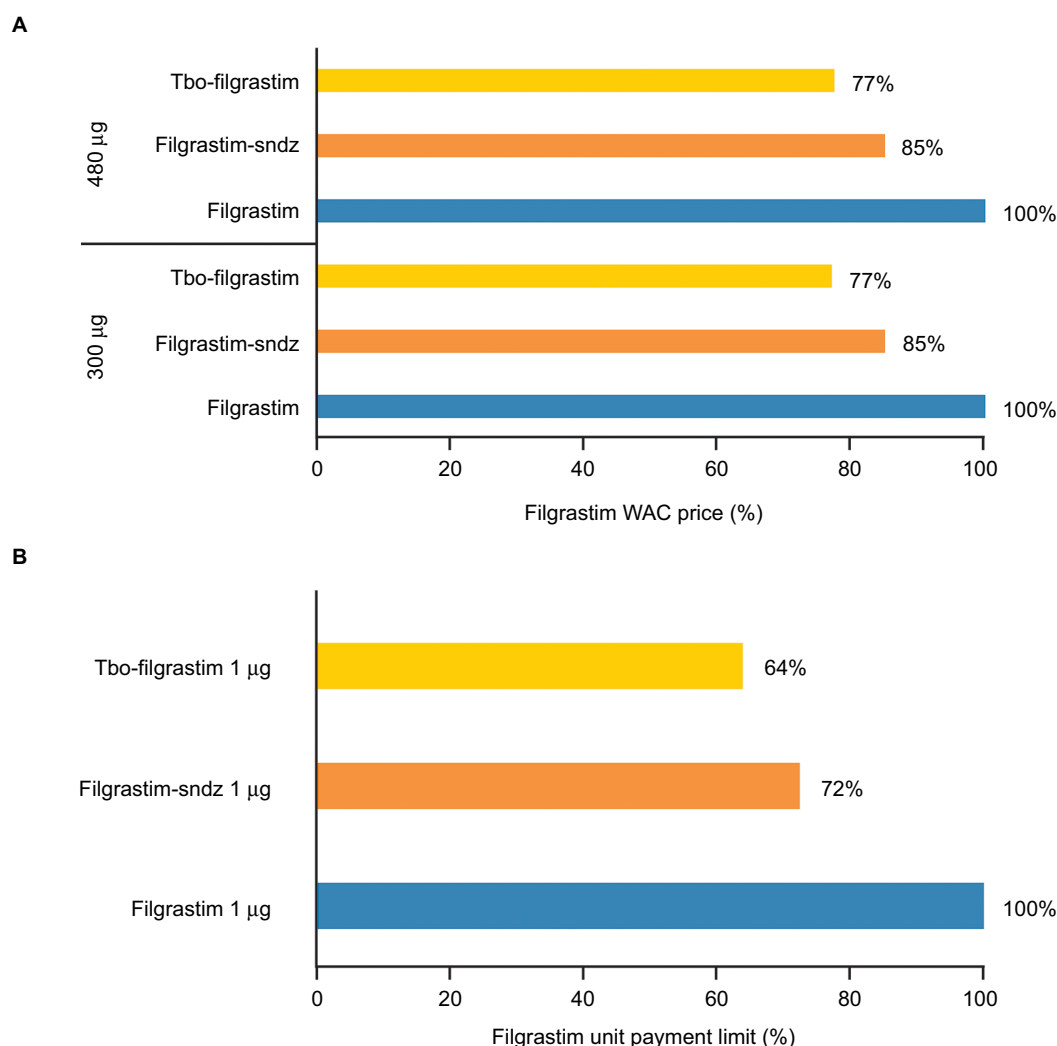 A
480 μg
Tbo-filgrastim
77%
Filgrastim-sndz
85%
Filgrastim
100%
300 μg
Tbo-filgrastim
77%
Filgrastim-sndz
85%
Filgrastim
100%
0 20 40 60 80 100
Filgrastim WAC price (%)
B
Tbo-filgrastim 1 μg
64%
Filgrastim-sndz 1 μg
72%
Filgrastim 1 μg
100%
0 20 40 60 80 100
Filgrastim unit payment limit (%)